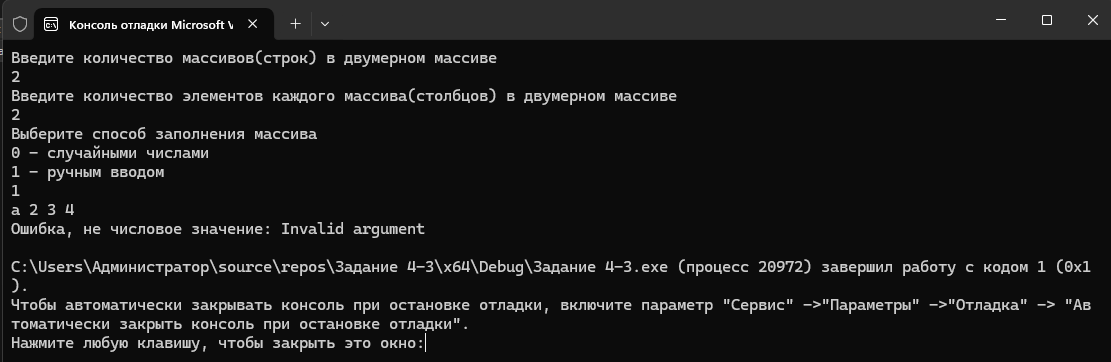 Консоль отладки Microsoft V
Введите количество массивов(строк) в двумерном массиве
2
Введите количество элементов каждого массива(столбцов) в двумерном массиве
2
Выберите способ заполнения массива
0 - случайными числами
1 - ручным вводом
1
a 2 3 4
Ошибка, не числовое значение: Invalid argument
C:\Users\Администратор\source\repos\Задание 4-3\x64\Debug\Задание 4-3.exe (процесс 20972) завершил работу с кодом 1 (0x1
).
Чтобы автоматически закрывать консоль при остановке отладки, включите параметр "Сервис" ->"Параметры" ->"Отладка" -> "Ав
томатически закрыть консоль при остановке отладки".
Нажмите любую клавишу, чтобы закрыть это окно: